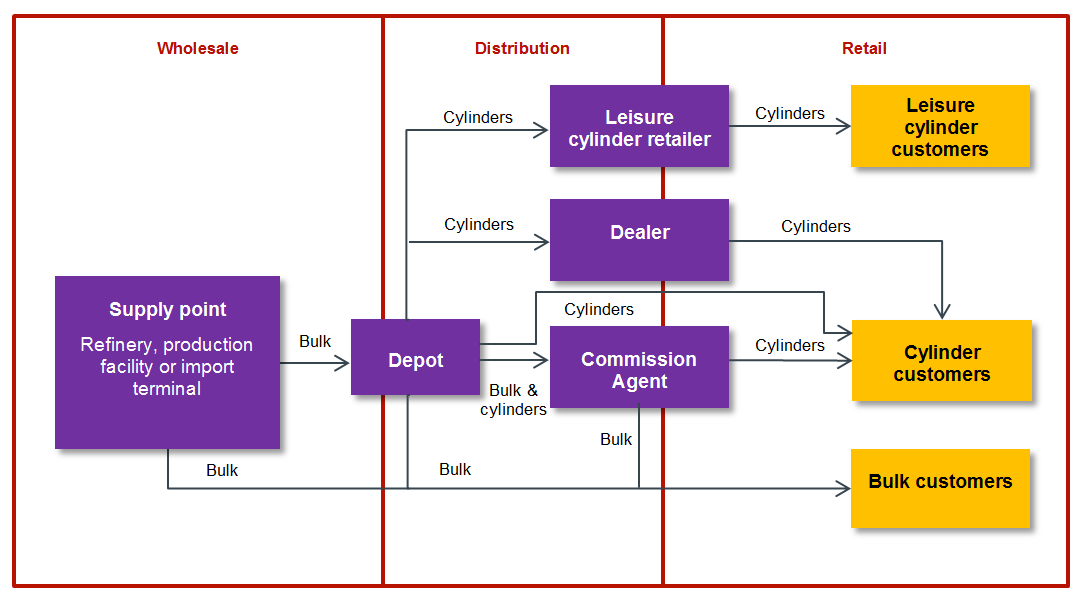 Wholesale
Distribution
Retail
Cylinders
Leisure
cylinder retailer
Cylinders
Leisure
cylinder
customers
Cylinders
Dealer
Cylinders
Supply point
Refinery, production
facility or import
terminal
Bulk
Depot
Cylinders
Bulk &
cylinders
Commission
Agent
Cylinders
Cylinder
customers
Bulk
Bulk
Bulk
Bulk customers